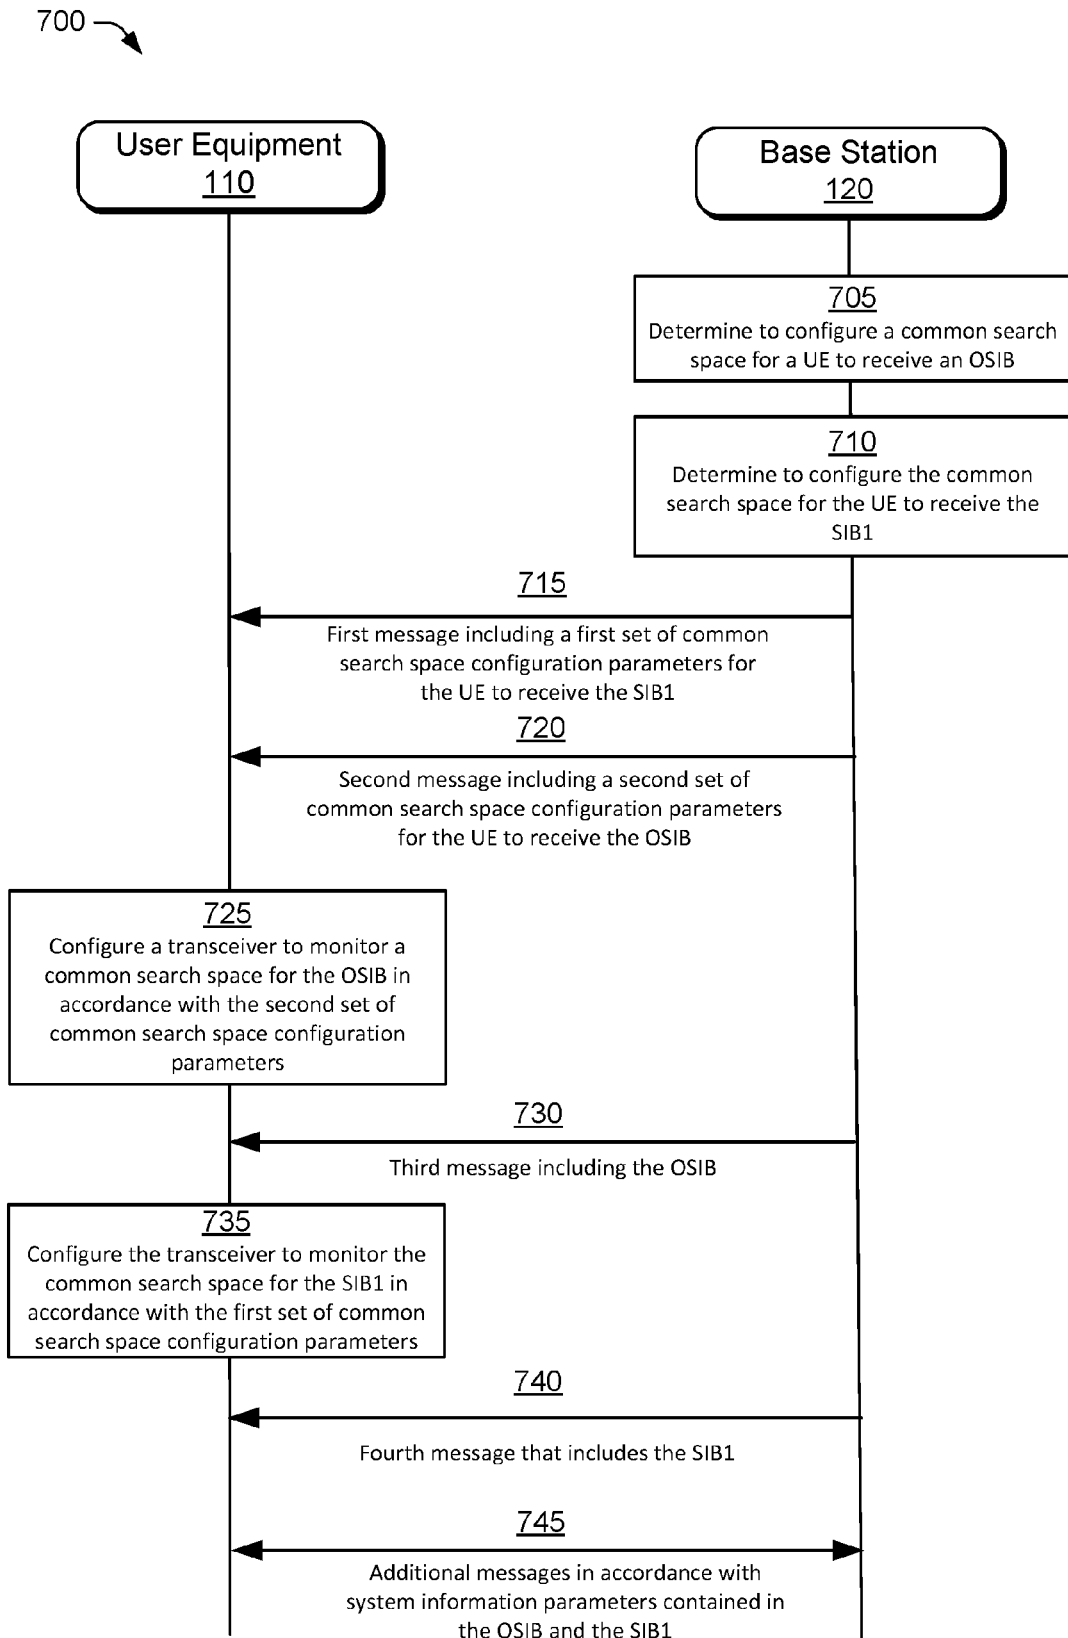 700
User Equipment
110
Base Station
120
705
Determine to configure a common search
space for a UE to receive an OSIB
710
Determine to configure the common
search space for the UE to receive the
SIB1
715
First message including a first set of common
search space configuration parameters for
the UE to receive the SIB1
720
Second message including a second set of
common search space configuration parameters
for the UE to receive the OSIB
725
Configure a transceiver to monitor a
common search space for the OSIB in
accordance with the second set of
common search space configuration
parameters
730
Third message including the OSIB
735
Configure the transceiver to monitor the
common search space for the SIB1 in
accordance with the first set of common
search space configuration parameters
740
Fourth message that includes the SIB1
745
Additional messages in accordance with
system information parameters contained in
the OSIB and the SIB1